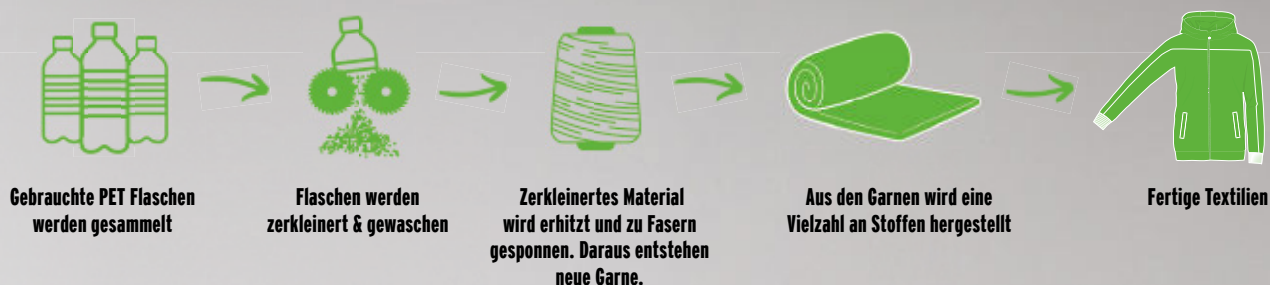 Gebrauchte PET Flaschen
werden gesammelt
Flaschen werden
zerkleinert & gewaschen
Zerkleinertes Material
wird erhitzt und zu Fasern
gesponnen. Daraus entstehen
neue Garne.
Aus den Garnen wird eine
Vielzahl an Stoffen hergestellt
Fertige Textilien